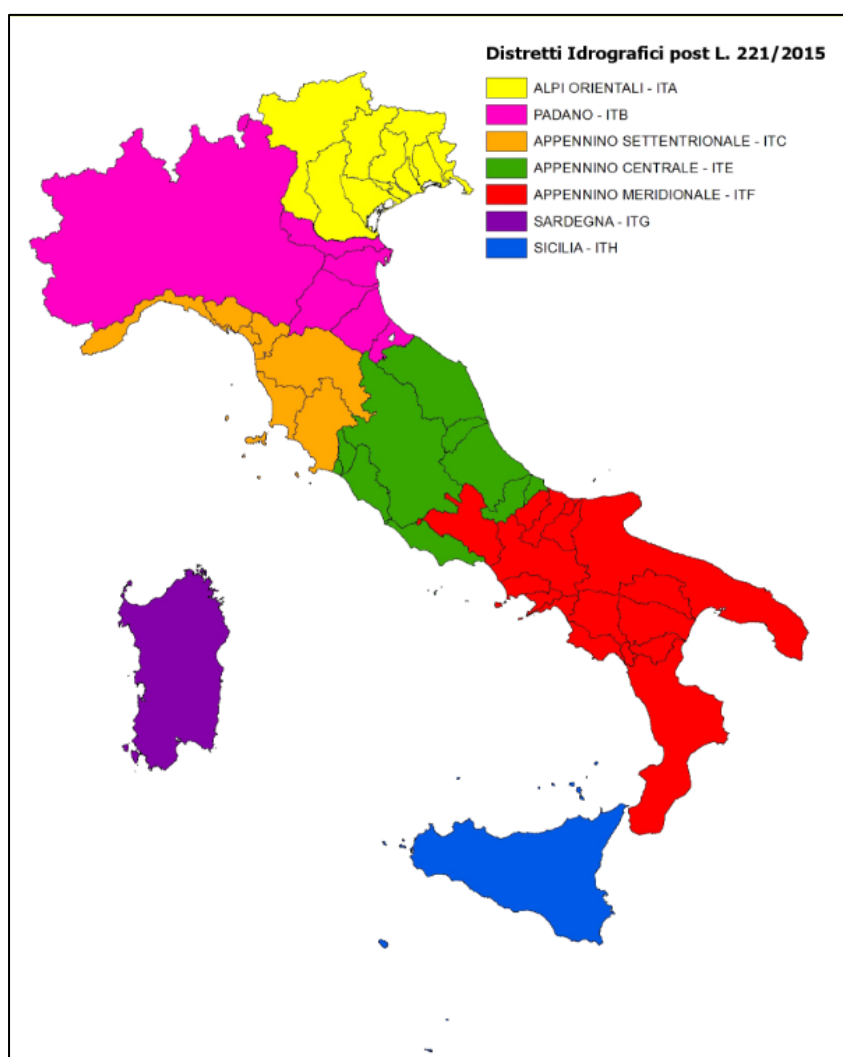 Distretti Idrografici post L. 221/2015
ALPI ORIENTALI - ITA
PADANO - ITB
APPENNINO SETTENTRIONALE - ITC
APPENNINO CENTRALE - ITE
APPENNINO MERIDIONALE - ITF
SARDEGNA - ITG
SICILIA - ITH